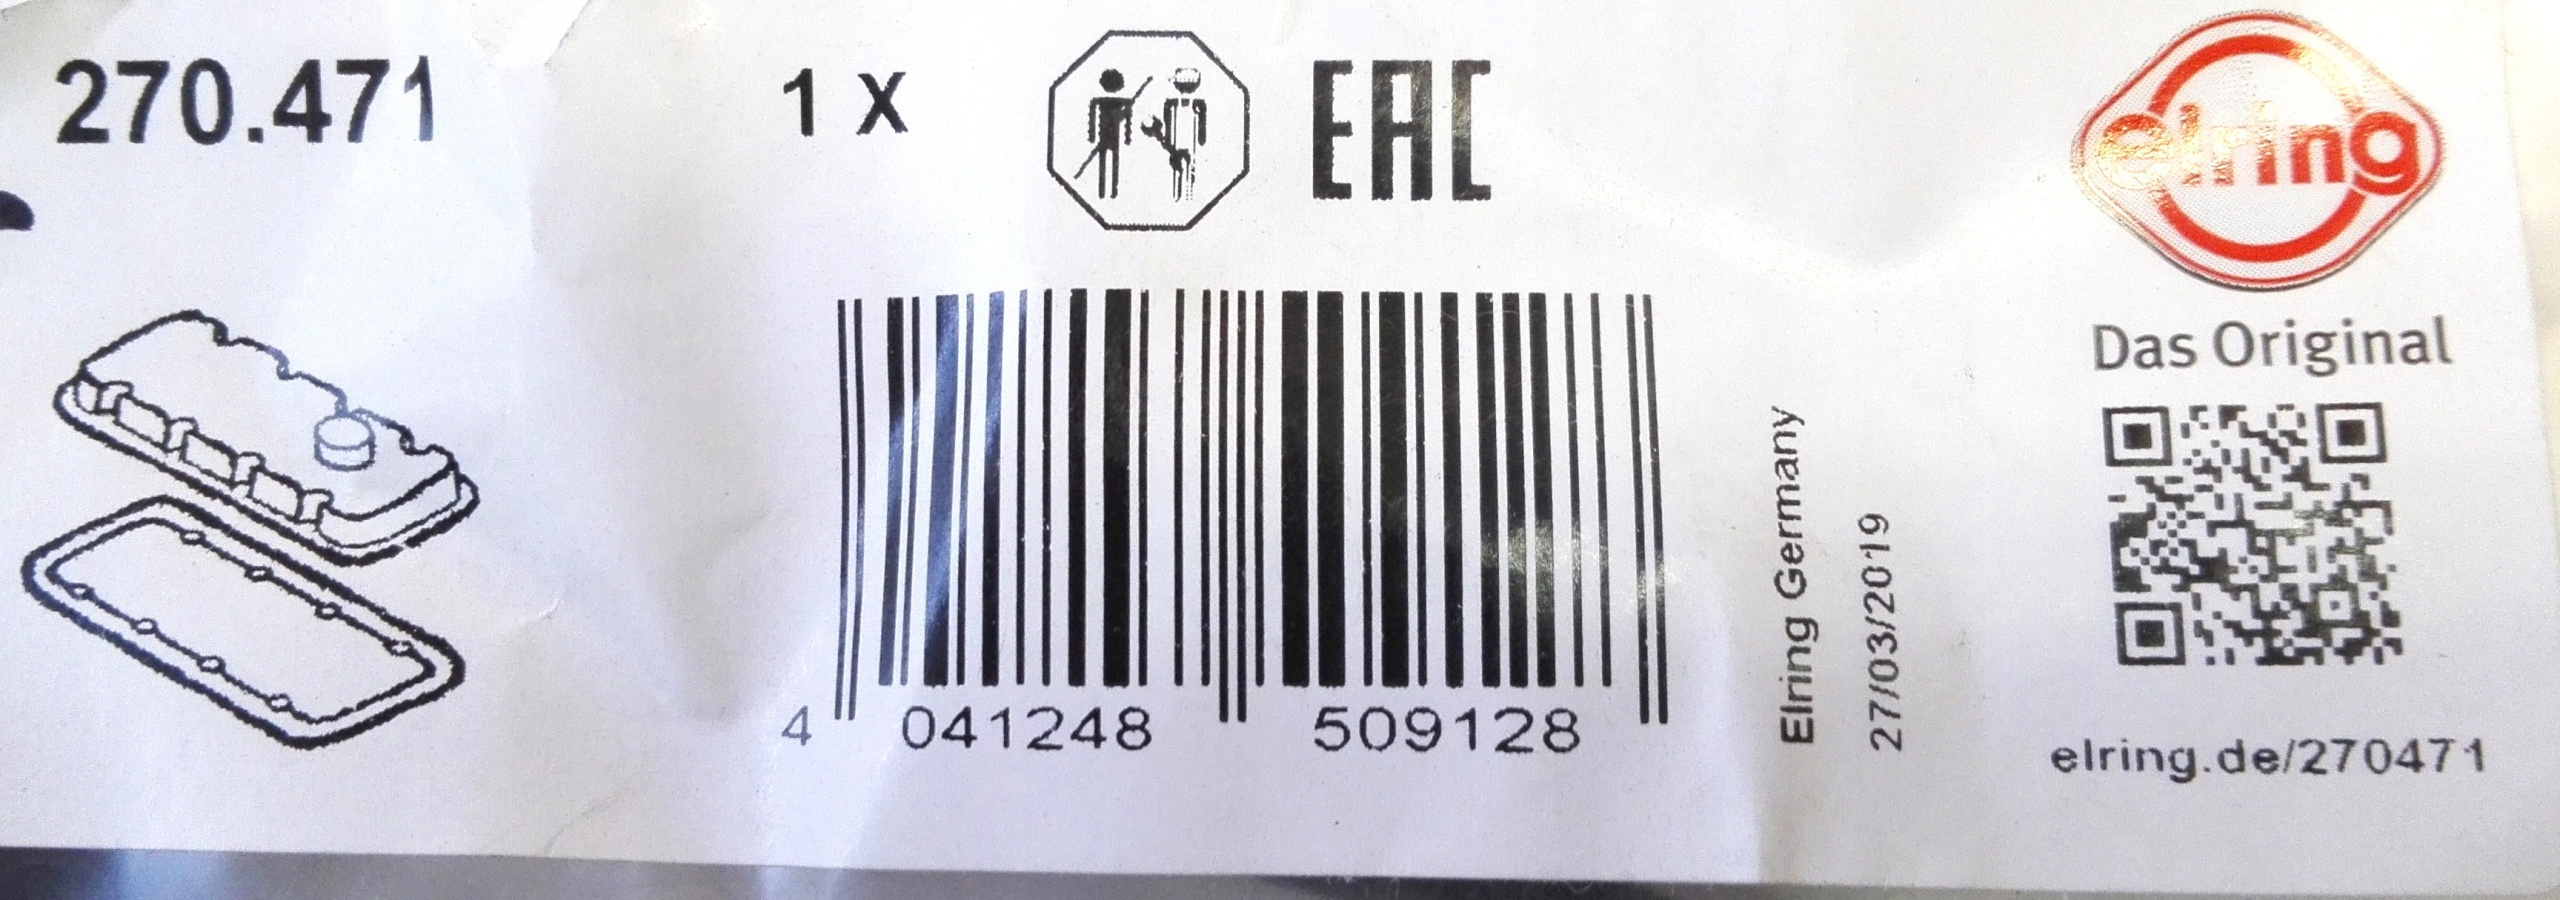 270.471
1 X
EAC
elring
Das Original
4 041248 509128
Elring Germany
27/03/2019
elring.de/270471